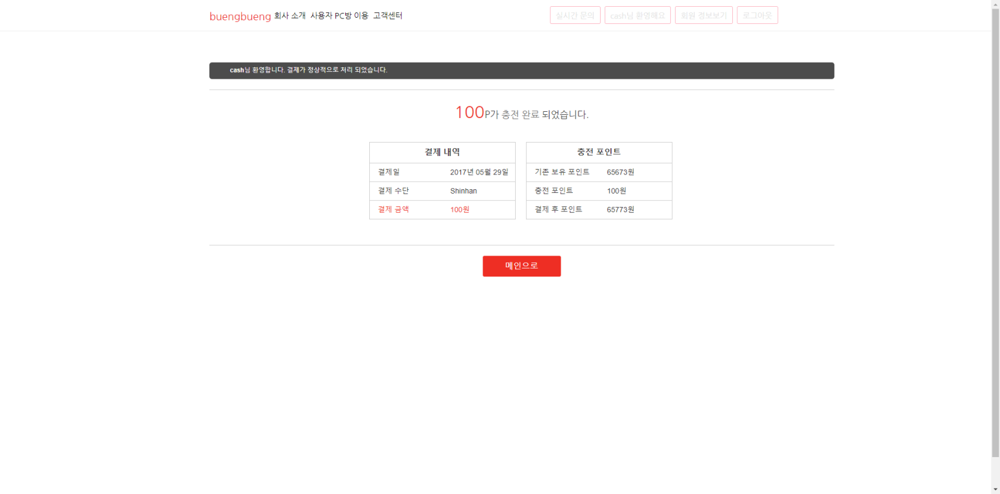 buengbueng 회사 소개 사용자 PC방 이용 고객센터 실시간 문의 cash님 환영해요 회원 정보보기 로그아웃
cash님 환영합니다. 결제가 정상적으로 처리 되었습니다.
100P가 충전 완료 되었습니다.
결제 내역
결제일 2017년 05월 29일
결제 수단 Shinhan
결제 금액 100원
충전 포인트
기존 보유 포인트 65673원
충전 포인트 100원
결제 후 포인트 65773원
메인으로